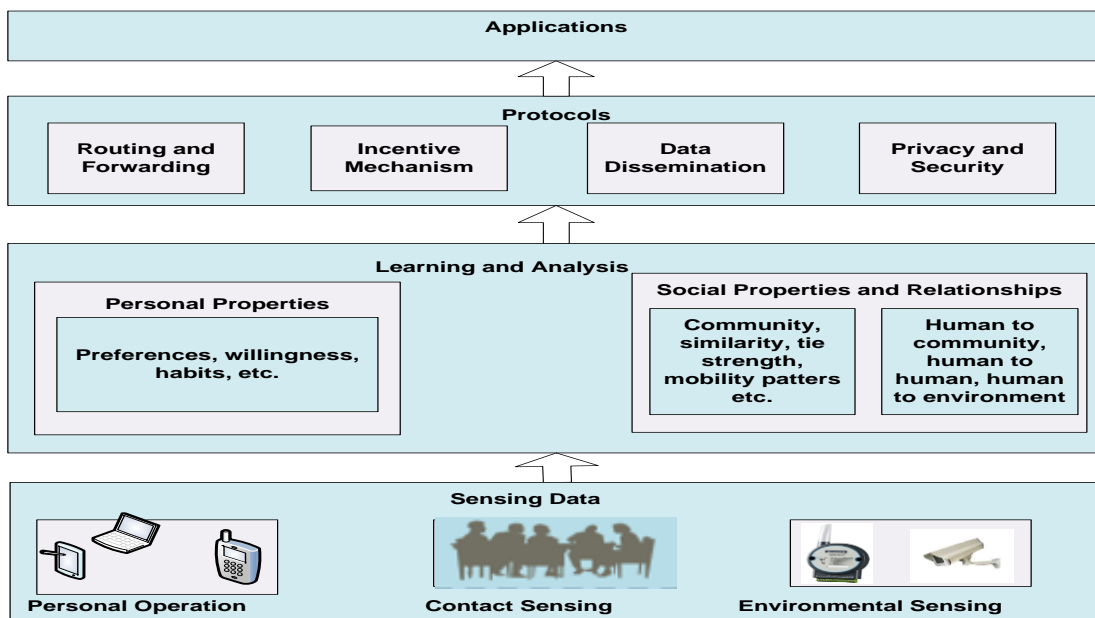 Applications
Protocols
Routing and
Forwarding
Incentive
Mechanism
Data
Dissemination
Privacy and
Security
Learning and Analysis
Personal Properties
Preferences, willingness,
habits, etc.
Social Properties and Relationships
Community,
similarity, tie
strength,
mobility patters
etc.
Human to
community,
human to
human, human
to environment
Sensing Data
Personal Operation
Contact Sensing
Environmental Sensing